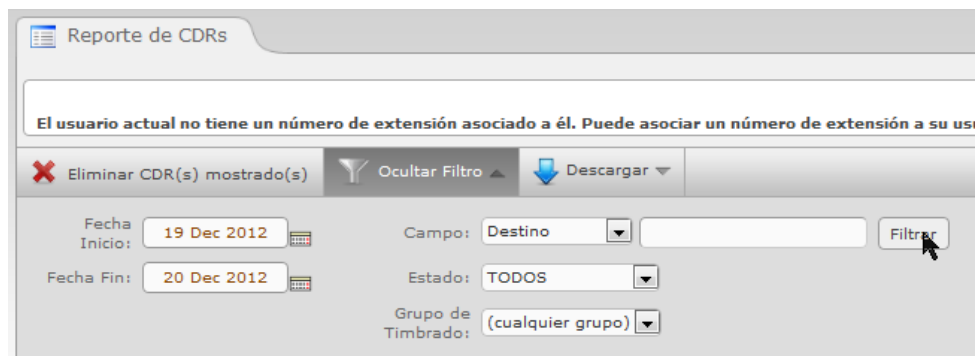 Reporte de CDRs
El usuario actual no tiene un número de extensión asociado a él. Puede asociar un número de extensión a su
Eliminar CDR(s) mostrado(s) Ocultar Filtro Descargar
Fecha Inicio: 19 Dec 2012 Campo: Destino Filtrar
Fecha Fin: 20 Dec 2012 Estado: TODOS
Grupo de Timbrado: (cualquier grupo)